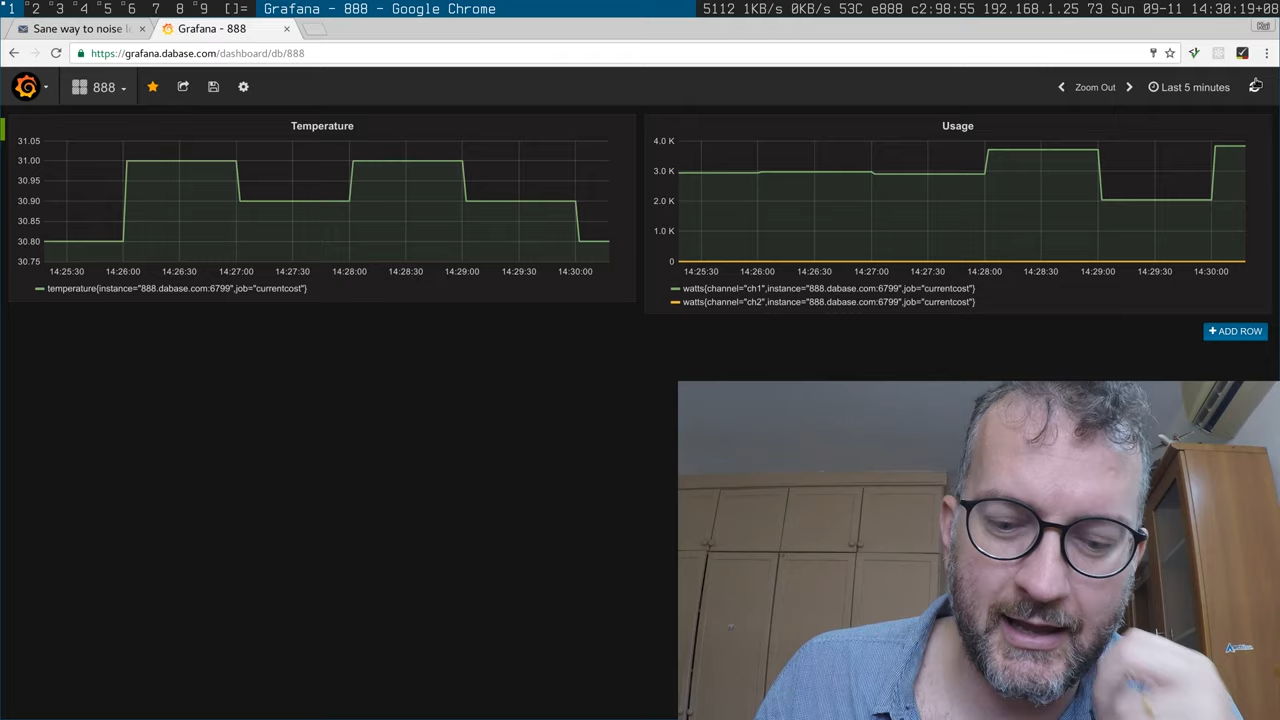 1 2 3 4 5 6 7 8 9 []= Grafana - 888 - Google Chrome 5112 1KB/s 0KB/s 53C e888 c2:98:55 192.168.1.25 73 Sun 09-11 14:30:19+08
Sane way to noise l × Grafana - 888 × Kai
https://grafana.dabase.com/dashboard/db/888
888 Zoom Out Last 5 minutes
Temperature
31.05
31.00
30.95
30.90
30.85
30.80
30.75
14:25:30 14:26:00 14:26:30 14:27:00 14:27:30 14:28:00 14:28:30 14:29:00 14:29:30 14:30:00
temperature{instance="888.dabase.com:6799",job="currentcost"}
Usage
4.0 K
3.0 K
2.0 K
1.0 K
0
14:25:30 14:26:00 14:26:30 14:27:00 14:27:30 14:28:00 14:28:30 14:29:00 14:29:30 14:30:00
watts{channel="ch1",instance="888.dabase.com:6799",job="currentcost"}
watts{channel="ch2",instance="888.dabase.com:6799",job="currentcost"}
+ ADD ROW